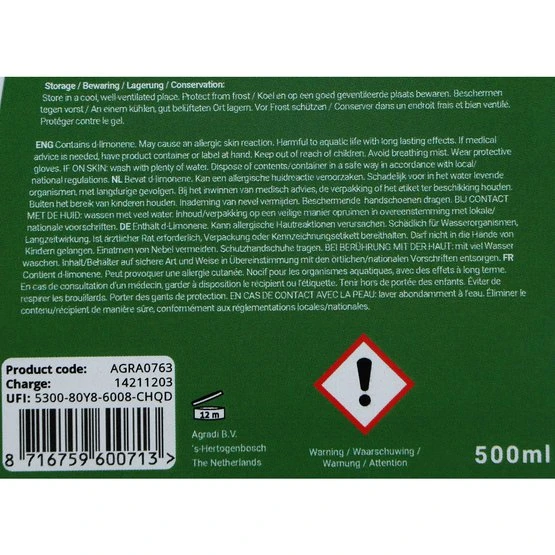 Storage / Bewaring / Lagerung / Conservation:
Store in a cool, well-ventilated place. Protect from frost / Koel en op een goed geventileerde plaats bewaren. Beschermen
tegen vorst / An einem kühlen, gut belüfteten Ort lagern. Vor Frost schützen / Conserver dans un endroit frais et bien ventilé.
Protéger contre le gel.
ENG Contains d-limonene. May cause an allergic skin reaction. Harmful to aquatic life with long lasting effects. If medical
advice is needed, have product container or label at hand. Keep out of reach of children. Avoid breathing mist. Wear protective
gloves. IF ON SKIN: wash with plenty of water. Dispose of contents/container in a safe way in accordance with local/
national regulations. NL Bevat d-limonene. Kan een allergische huidreactie veroorzaken. Schadelijk voor in het water levende
organismen, met langdurige gevolgen. Bij het inwinnen van medisch advies, de verpakking of het etiket ter beschikking houden.
Buiten het bereik van kinderen houden. Inademing van nevel vermijden. Beschermende handschoenen dragen. BIJ CONTACT
MET DE HUID: wassen met veel water. Inhoud/verpakking op een veilige manier opruimen in overeenstemming met lokale/
nationale voorschriften. DE Enthält d-Limonene. Kann allergische Hautreaktionen verursachen. Schädlich für Wasserorganismen,
Langzeitwirking. Ist ärztlicher Rat erforderlich, Verpackung oder Kennzeichnungsetikett bereithalten. Darf nicht in die Hände von
Kindern gelangen. Einatmen von Nebel vermeiden. Schutzhandschuhe tragen. BEI BERÜHRUNG MIT DER HAUT: mit viel Wasser
waschen. Inhalt/Behälter auf sichere Art und Weise in Übereinstimmung mit den örtlichen/nationalen Vorschriften entsorgen. FR
Contient d-limonene. Peut provoquer une allergie cutanée. Nocif pour les organismes aquatiques, avec des effets à long terme.
En cas de consultation d'un médecin, garder à disposition le récipient ou l'étiquette. Tenir hors de portée des enfants. Éviter de
respirer les brouillards. Porter des gants de protection. EN CAS DE CONTACT AVEC LA PEAU: laver abondamment à l'eau. Éliminer le
contenu/récipient de manière sûre, conformément aux réglementations locales/nationales.
Product code: AGRA0763
Charge: 14211203
UFI: 5300-80Y8-6008-CHQD
8 716759 600713 >
12 m
Agradi B.V.
's-Hertogenbosch
The Netherlands
Warning / Waarschuwing /
Warnung / Attention
500ml